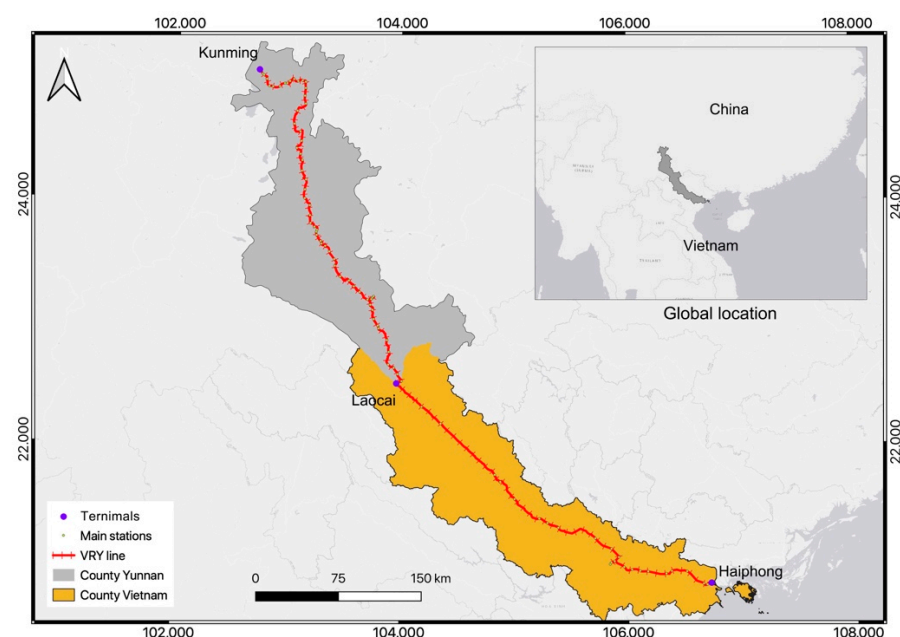 102.000 104.000 106.000 108.000
N
Kunming
China
24.000
24.000
Vietnam
Global location
Laocai
22.000
22.000
Ternimals
Main stations
VRY line
County Yunnan
County Vietnam
0 75 150 km
Haiphong
102.000 104.000 106.000 108.000